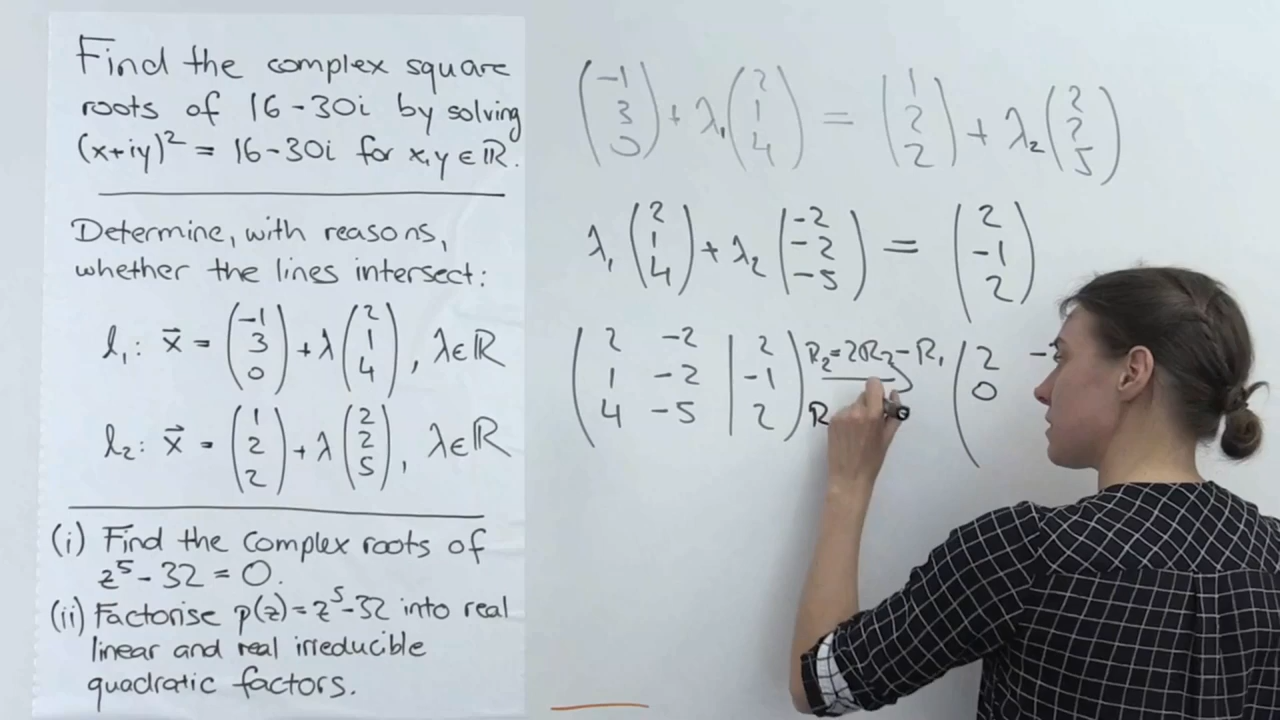 Find the complex square
roots of 16-30i by solving
(x+iy)² = 16-30i for x,y ∈ ℝ.
Determine, with reasons,
whether the lines intersect:
l₁: x⃗ = (-1 3 0) + λ (2 1 4), λ∈ℝ
l₂: x⃗ = (1 2 2) + λ (2 2 5), λ∈ℝ
(i) Find the complex roots of
z⁵ - 32 = 0.
(ii) Factorise p(z) = z⁵-32 into real
linear and real irreducible
quadratic factors.
(-1 3 0) + λ₁ (2 1 4) = (1 2 2) + λ₂ (2 2 5)
λ₁ (2 1 4) + λ₂ (-2 -2 -5) = (2 -1 2)
( 2 -2 | 2 ) R₂=2R₂-R₁ ( 2
1 -2 | -1 0
4 -5 | 2 ) R